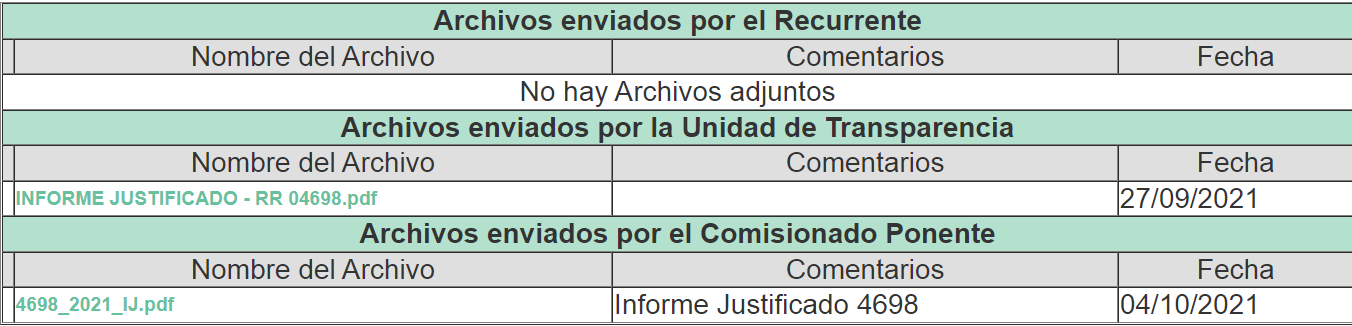 Archivos enviados por el Recurrente
Nombre del Archivo Comentarios Fecha
No hay Archivos adjuntos
Archivos enviados por la Unidad de Transparencia
Nombre del Archivo Comentarios Fecha
INFORME JUSTIFICADO - RR 04698.pdf 27/09/2021
Archivos enviados por el Comisionado Ponente
Nombre del Archivo Comentarios Fecha
4698_2021_IJ.pdf Informe Justificado 4698 04/10/2021